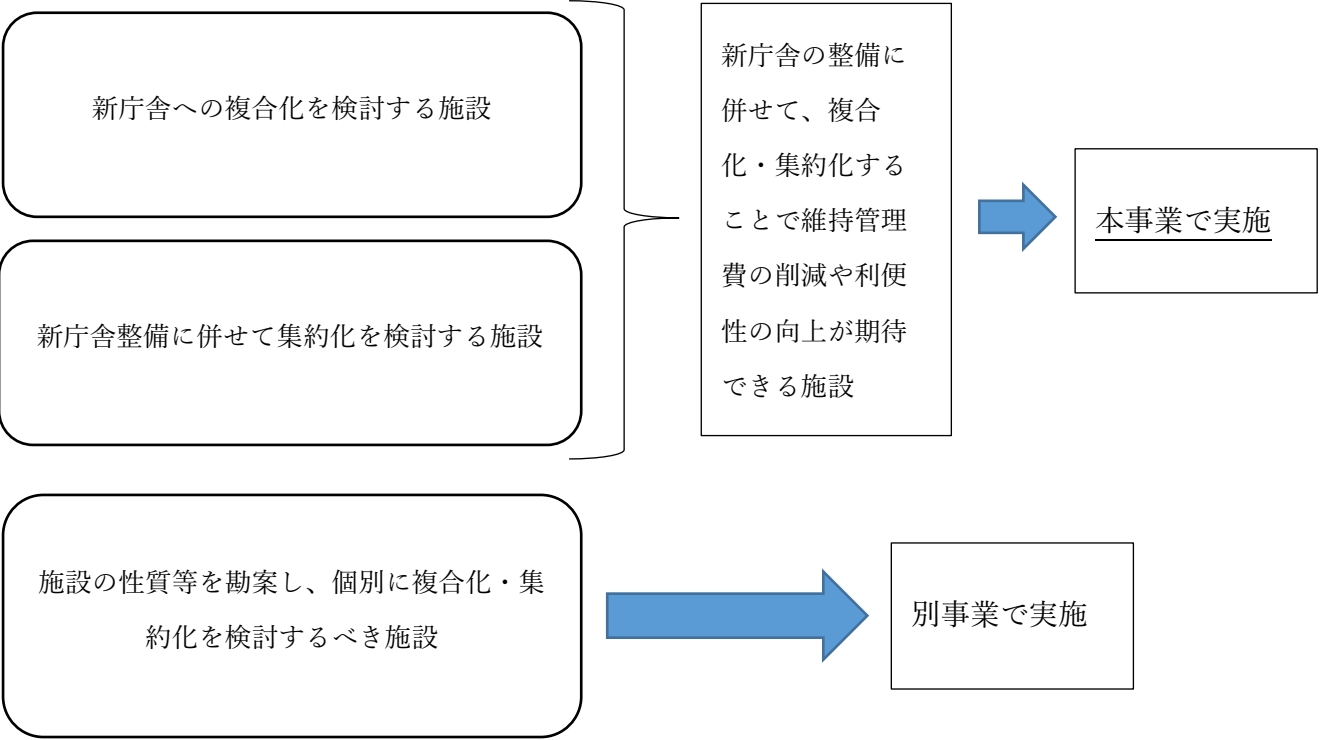 新庁舎への複合化を検討する施設
新庁舎整備に併せて集約化を検討する施設
新庁舎の整備に
併せて、複合
化・集約化する
ことで維持管理
費の削減や利便
性の向上が期待
できる施設
本事業で実施
施設の性質等を勘案し、個別に複合化・集
約化を検討するべき施設
別事業で実施